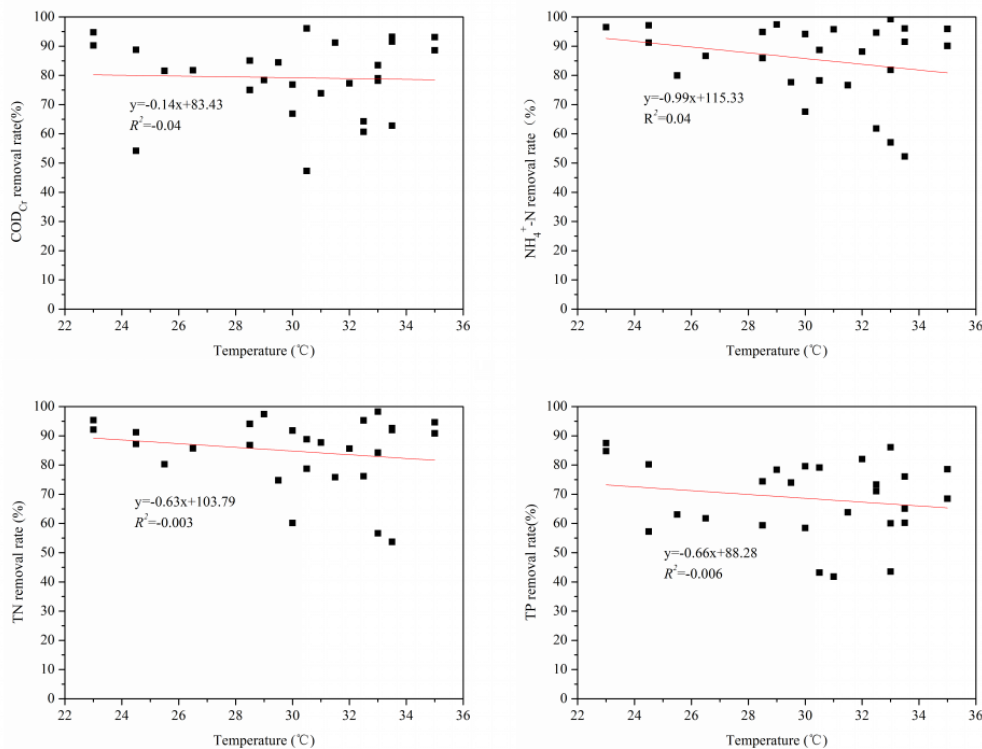 100
90
80
70
60
50
40
30
20
10
0
COD_Cr removal rate(%)
y=-0.14x+83.43
R²=-0.04
22 24 26 28 30 32 34 36
Temperature (℃)
100
90
80
70
60
50
40
30
20
10
0
NH₄⁺-N removal rate（%）
y=-0.99x+115.33
R²=0.04
22 24 26 28 30 32 34 36
Temperature (℃)
100
90
80
70
60
50
40
30
20
10
0
TN removal rate (%)
y=-0.63x+103.79
R²=-0.003
22 24 26 28 30 32 34 36
Temperature (℃)
100
90
80
70
60
50
40
30
20
10
0
TP removal rate(%)
y=-0.66x+88.28
R²=-0.006
22 24 26 28 30 32 34 36
Temperature (℃)